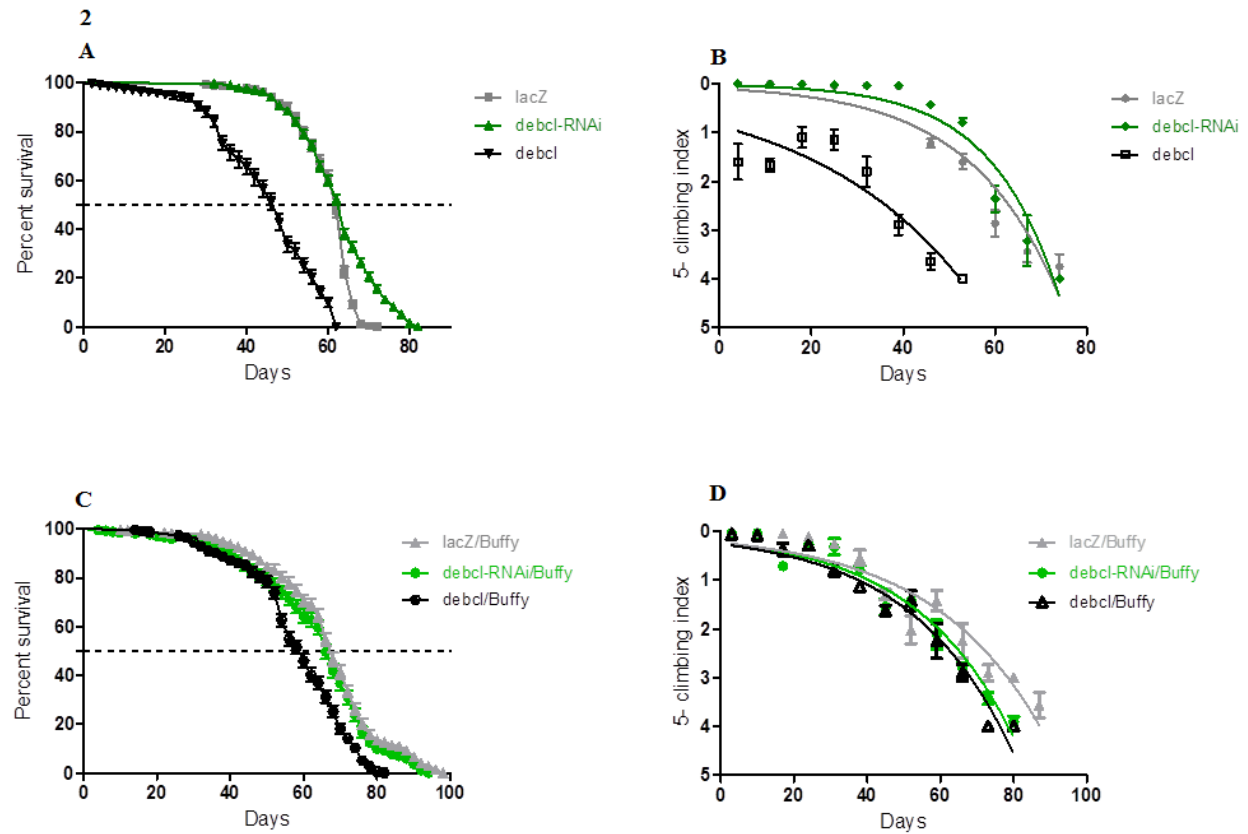 2
A
100
80
60
40
20
0
Percent survival
0 20 40 60 80
Days
lacZ
debcl-RNAi
debcl
B
0
1
2
3
4
5
5- climbing index
0 20 40 60 80
Days
lacZ
debcl-RNAi
debcl
C
100
80
60
40
20
0
Percent survival
0 20 40 60 80 100
Days
lacZ/Buffy
debcl-RNAi/Buffy
debcl/Buffy
D
0
1
2
3
4
5
5- climbing index
0 20 40 60 80 100
Days
lacZ/Buffy
debcl-RNAi/Buffy
debcl/Buffy